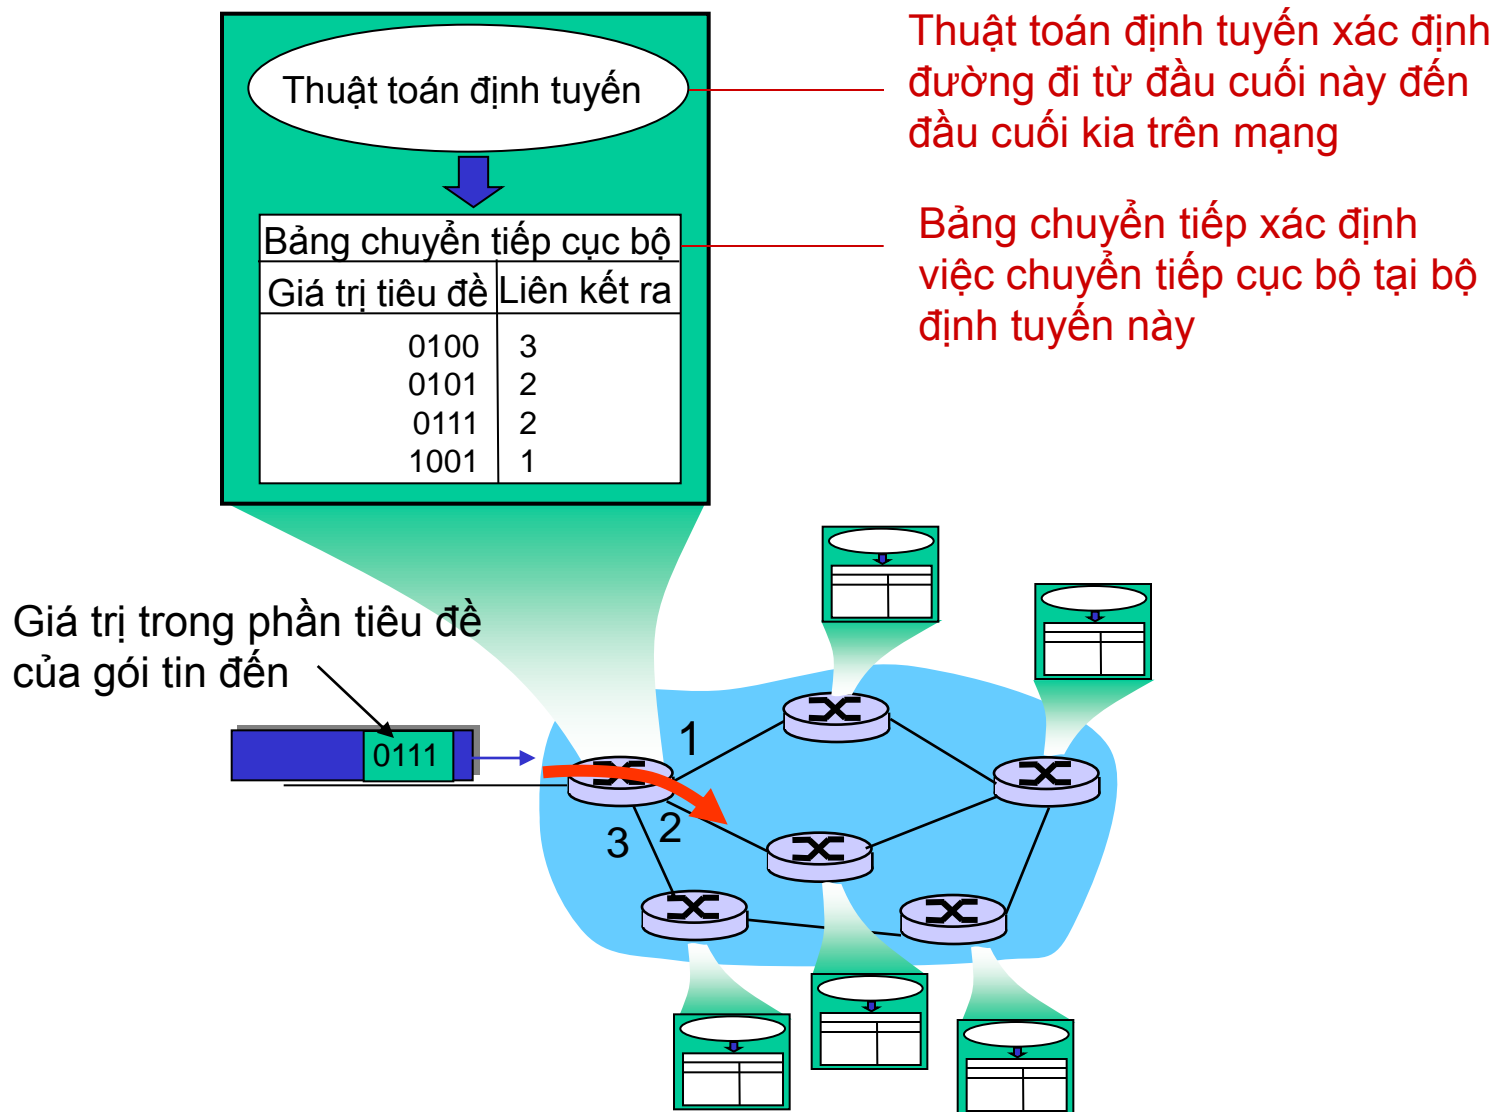 Thuật toán định tuyến
Thuật toán định tuyến xác định
đường đi từ đầu cuối này đến
đầu cuối kia trên mạng
Bảng chuyển tiếp cục bộ
Giá trị tiêu đề Liên kết ra
0100 3
0101 2
0111 2
1001 1
Bảng chuyển tiếp xác định
việc chuyển tiếp cục bộ tại bộ
định tuyến này
Giá trị trong phần tiêu đề
của gói tin đến
0111
1
2
3